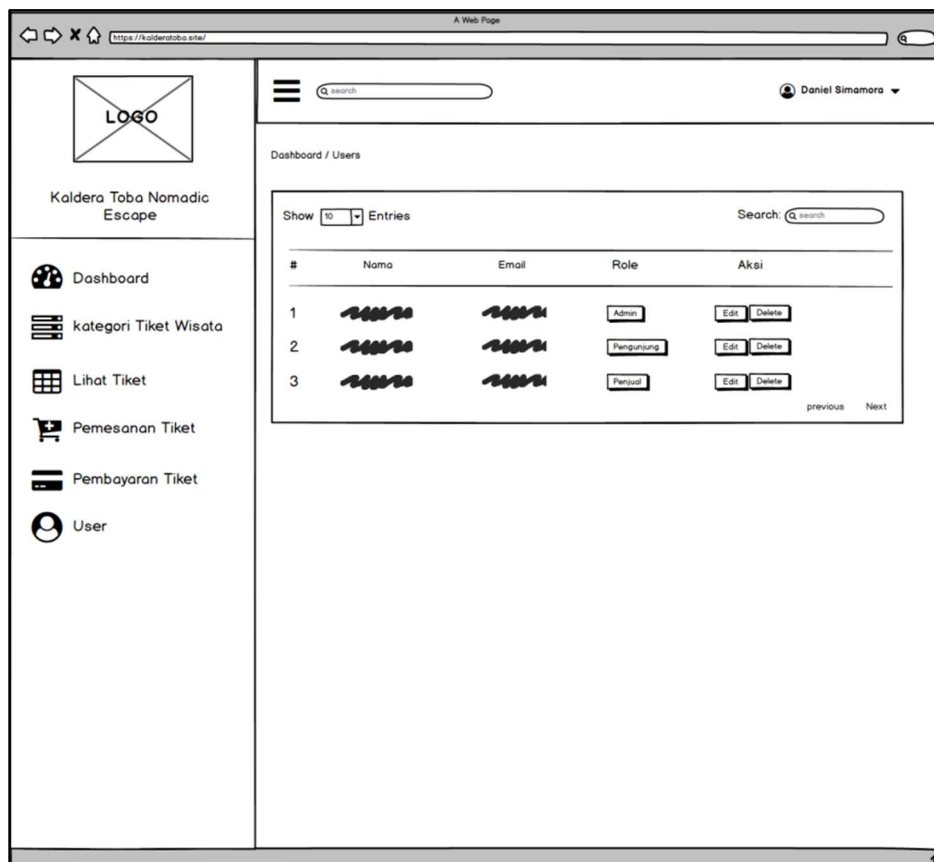 A Web Page
https://kalderatoba.site/
LOGO
Kaldera Toba Nomadic
Escape
Dashboard
kategori Tiket Wisata
Lihat Tiket
Pemesanan Tiket
Pembayaran Tiket
User
search
Daniel Simamora
Dashboard / Users
Show 10 Entries
Search: search
# Nama Email Role Aksi
1 Admin Edit Delete
2 Pengunjung Edit Delete
3 Penjual Edit Delete
previous Next